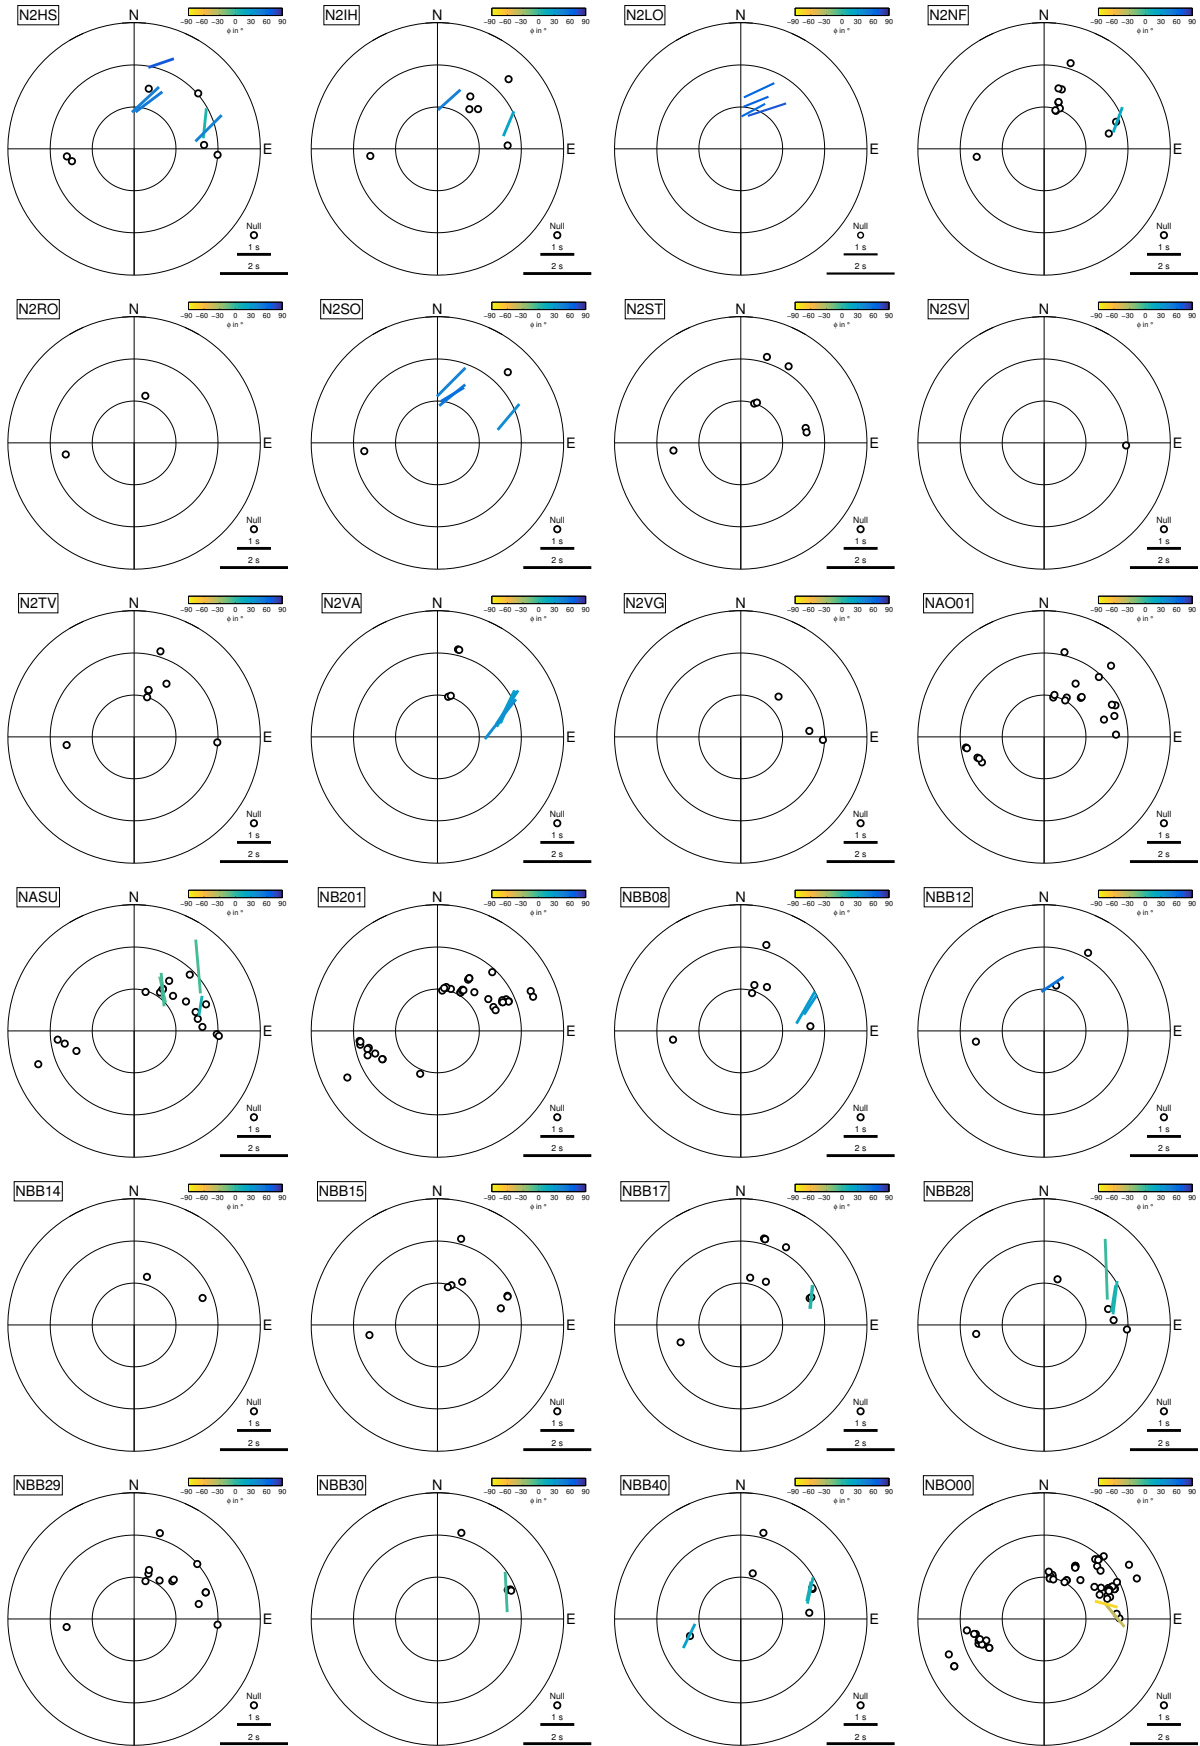 N2HS
N
−90 −60 −30 0 30 60 90
ϕ in °
E
Null
1 s
2 s
N2IH
N
−90 −60 −30 0 30 60 90
ϕ in °
E
Null
1 s
2 s
N2LO
N
−90 −60 −30 0 30 60 90
ϕ in °
E
Null
1 s
2 s
N2NF
N
−90 −60 −30 0 30 60 90
ϕ in °
E
Null
1 s
2 s
N2RO
N
−90 −60 −30 0 30 60 90
ϕ in °
E
Null
1 s
2 s
N2SO
N
−90 −60 −30 0 30 60 90
ϕ in °
E
Null
1 s
2 s
N2ST
N
−90 −60 −30 0 30 60 90
ϕ in °
E
Null
1 s
2 s
N2SV
N
−90 −60 −30 0 30 60 90
ϕ in °
E
Null
1 s
2 s
N2TV
N
−90 −60 −30 0 30 60 90
ϕ in °
E
Null
1 s
2 s
N2VA
N
−90 −60 −30 0 30 60 90
ϕ in °
E
Null
1 s
2 s
N2VG
N
−90 −60 −30 0 30 60 90
ϕ in °
E
Null
1 s
2 s
NAO01
N
−90 −60 −30 0 30 60 90
ϕ in °
E
Null
1 s
2 s
NASU
N
−90 −60 −30 0 30 60 90
ϕ in °
E
Null
1 s
2 s
NB201
N
−90 −60 −30 0 30 60 90
ϕ in °
E
Null
1 s
2 s
NBB08
N
−90 −60 −30 0 30 60 90
ϕ in °
E
Null
1 s
2 s
NBB12
N
−90 −60 −30 0 30 60 90
ϕ in °
E
Null
1 s
2 s
NBB14
N
−90 −60 −30 0 30 60 90
ϕ in °
E
Null
1 s
2 s
NBB15
N
−90 −60 −30 0 30 60 90
ϕ in °
E
Null
1 s
2 s
NBB17
N
−90 −60 −30 0 30 60 90
ϕ in °
E
Null
1 s
2 s
NBB28
N
−90 −60 −30 0 30 60 90
ϕ in °
E
Null
1 s
2 s
NBB29
N
−90 −60 −30 0 30 60 90
ϕ in °
E
Null
1 s
2 s
NBB30
N
−90 −60 −30 0 30 60 90
ϕ in °
E
Null
1 s
2 s
NBB40
N
−90 −60 −30 0 30 60 90
ϕ in °
E
Null
1 s
2 s
NBO00
N
−90 −60 −30 0 30 60 90
ϕ in °
E
Null
1 s
2 s